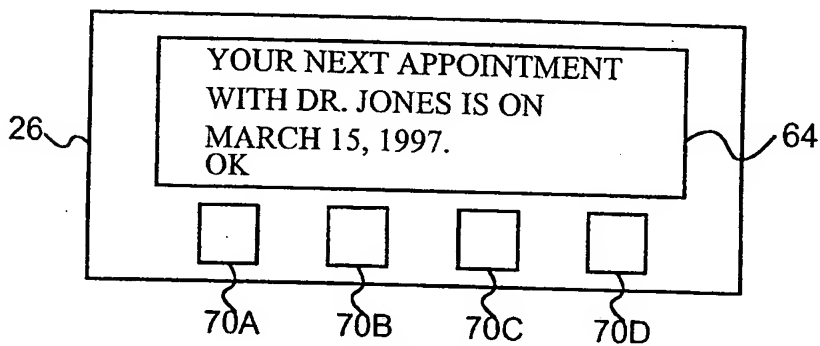 YOUR NEXT APPOINTMENT
WITH DR. JONES IS ON
MARCH 15, 1997.
OK
26
64
70A 70B 70C 70D